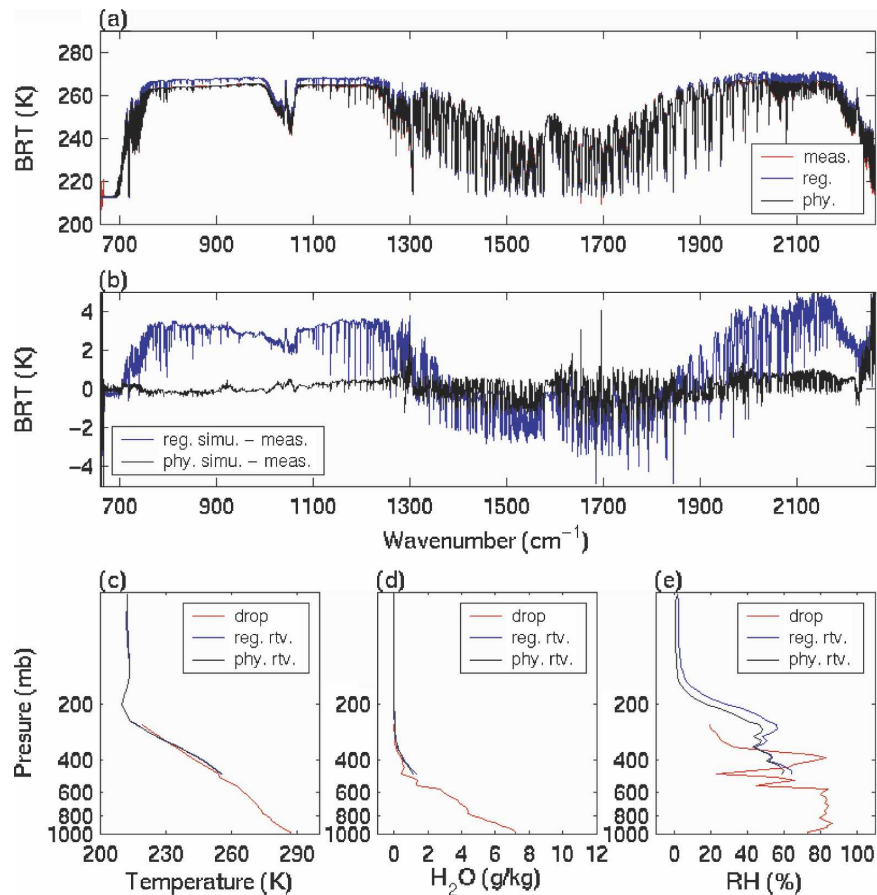 (a)
BRT (K)
280
260
240
220
200
meas.
reg.
phy.
700 900 1100 1300 1500 1700 1900 2100
(b)
BRT (K)
4
2
0
-2
-4
reg. simu. - meas.
phy. simu. - meas.
700 900 1100 1300 1500 1700 1900 2100
Wavenumber (cm⁻¹)
(c)
Presure (mb)
200
400
600
800
1000
drop
reg. rtv.
phy. rtv.
200 230 260 290
Temperature (K)
(d)
200
400
600
800
1000
drop
reg. rtv.
phy. rtv.
0 2 4 6 8 10 12
H₂O (g/kg)
(e)
200
400
600
800
1000
drop
reg. rtv.
phy. rtv.
0 20 40 60 80 100
RH (%)